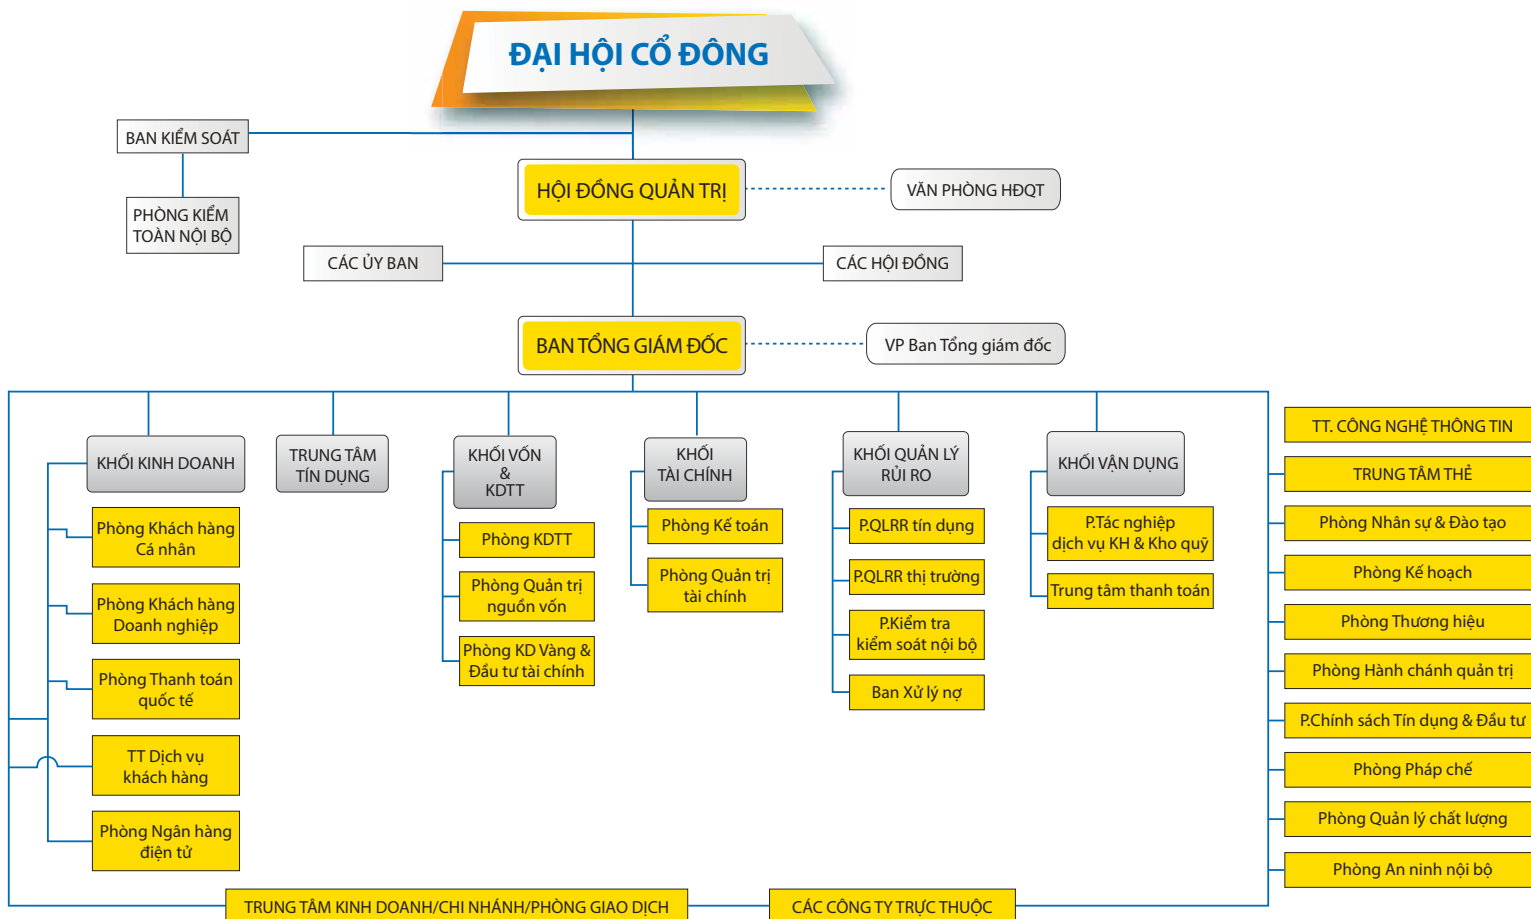 ĐẠI HỘI CỔ ĐÔNG
BAN KIỂM SOÁT
HỘI ĐỒNG QUẢN TRỊ
VĂN PHÒNG HĐQT
PHÒNG KIỂM
TOÀN NỘI BỘ
CÁC ỦY BAN
CÁC HỘI ĐỒNG
BAN TỔNG GIÁM ĐỐC
VP Ban Tổng giám đốc
KHỐI KINH DOANH
Phòng Khách hàng
Cá nhân
Phòng Khách hàng
Doanh nghiệp
Phòng Thanh toán
quốc tế
TT Dịch vụ
khách hàng
Phòng Ngân hàng
điện tử
TRUNG TÂM
TÍN DỤNG
KHỐI VỐN
&
KDTT
Phòng KDTT
Phòng Quản trị
nguồn vốn
Phòng KD Vàng &
Đầu tư tài chính
KHỐI
TÀI CHÍNH
Phòng Kế toán
Phòng Quản trị
tài chính
KHỐI QUẢN LÝ
RỦI RO
P.QLRR tín dụng
P.QLRR thị trường
P.Kiểm tra
kiểm soát nội bộ
Ban Xử lý nợ
KHỐI VẬN DỤNG
P.Tác nghiệp
dịch vụ KH & Kho quỹ
Trung tâm thanh toán
TT. CÔNG NGHỆ THÔNG TIN
TRUNG TÂM THẺ
Phòng Nhân sự & Đào tạo
Phòng Kế hoạch
Phòng Thương hiệu
Phòng Hành chánh quản trị
P.Chính sách Tín dụng & Đầu tư
Phòng Pháp chế
Phòng Quản lý chất lượng
Phòng An ninh nội bộ
TRUNG TÂM KINH DOANH/CHI NHÁNH/PHÒNG GIAO DỊCH
CÁC CÔNG TY TRỰC THUỘC